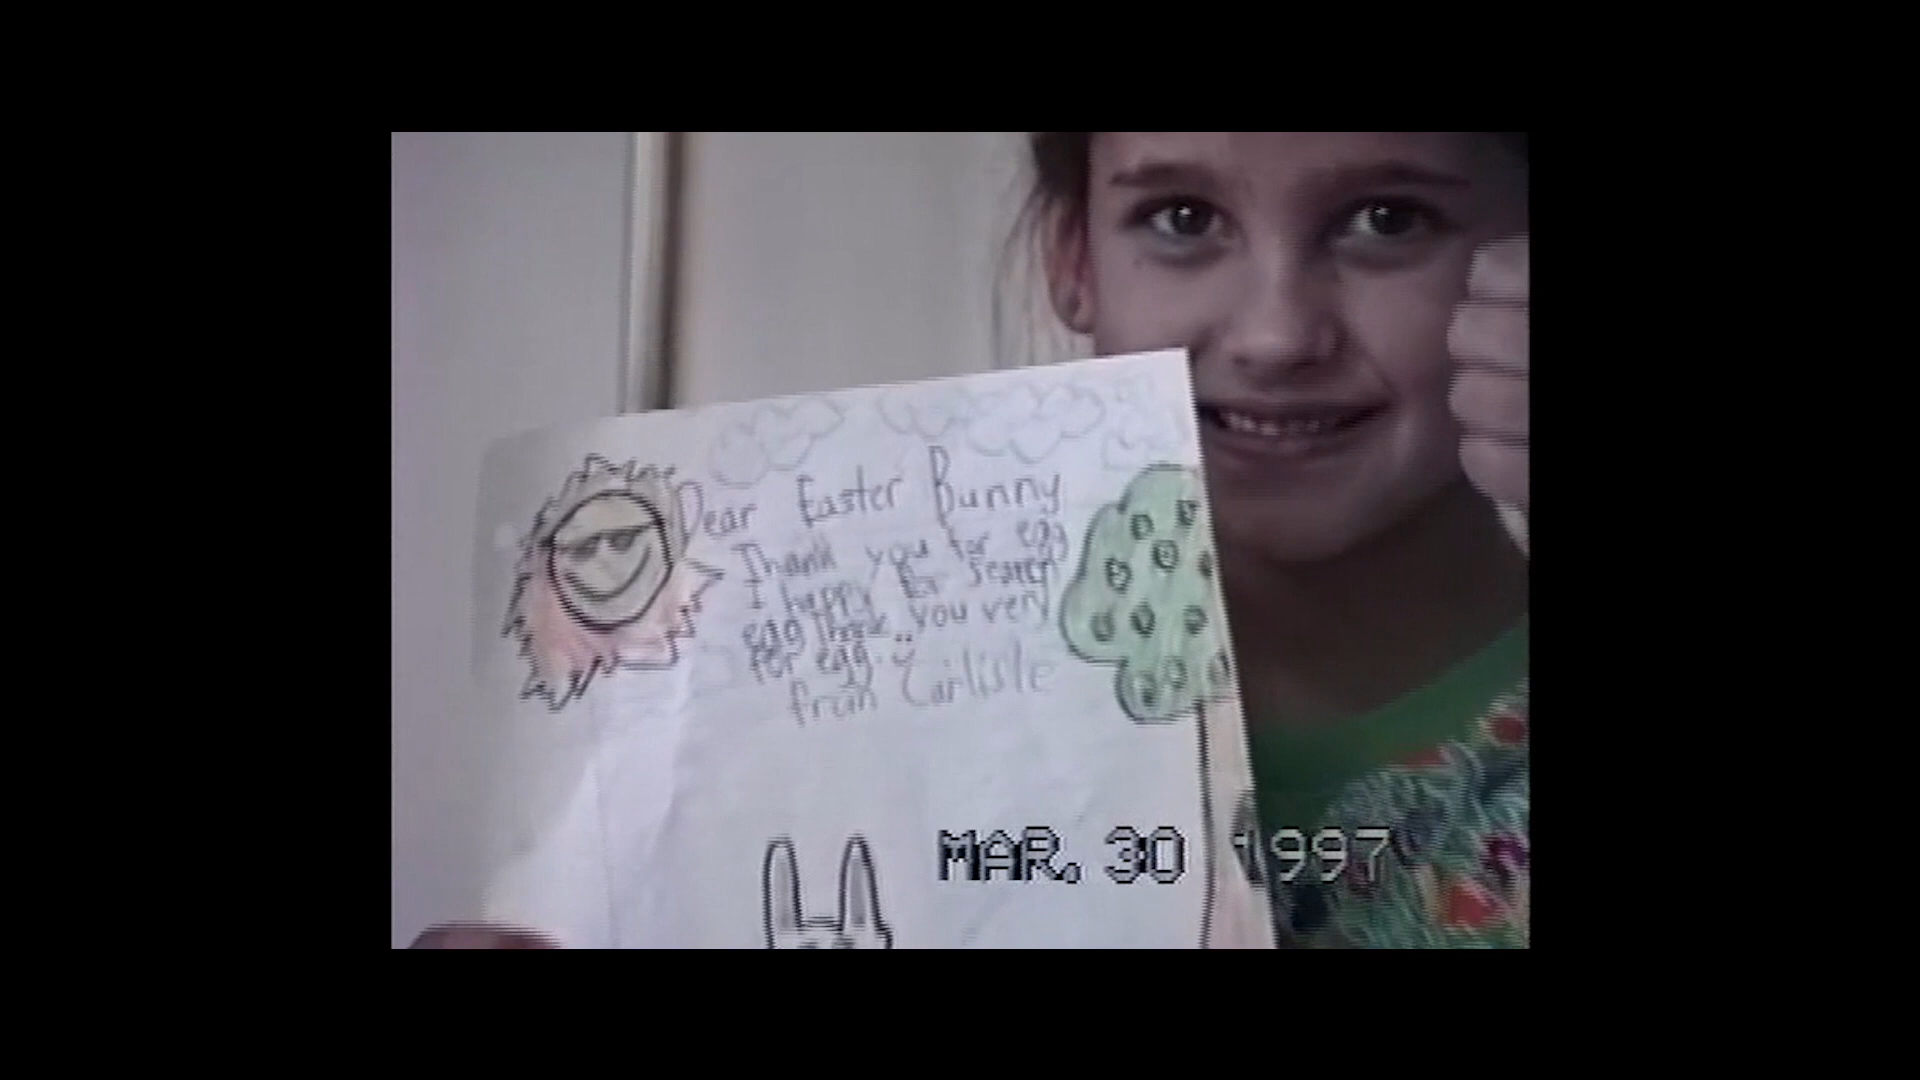 Dear Easter Bunny
Thank you for egg
I happy for search
egg Thank you very
for egg. ü
from Carlisle
MAR. 30 1997